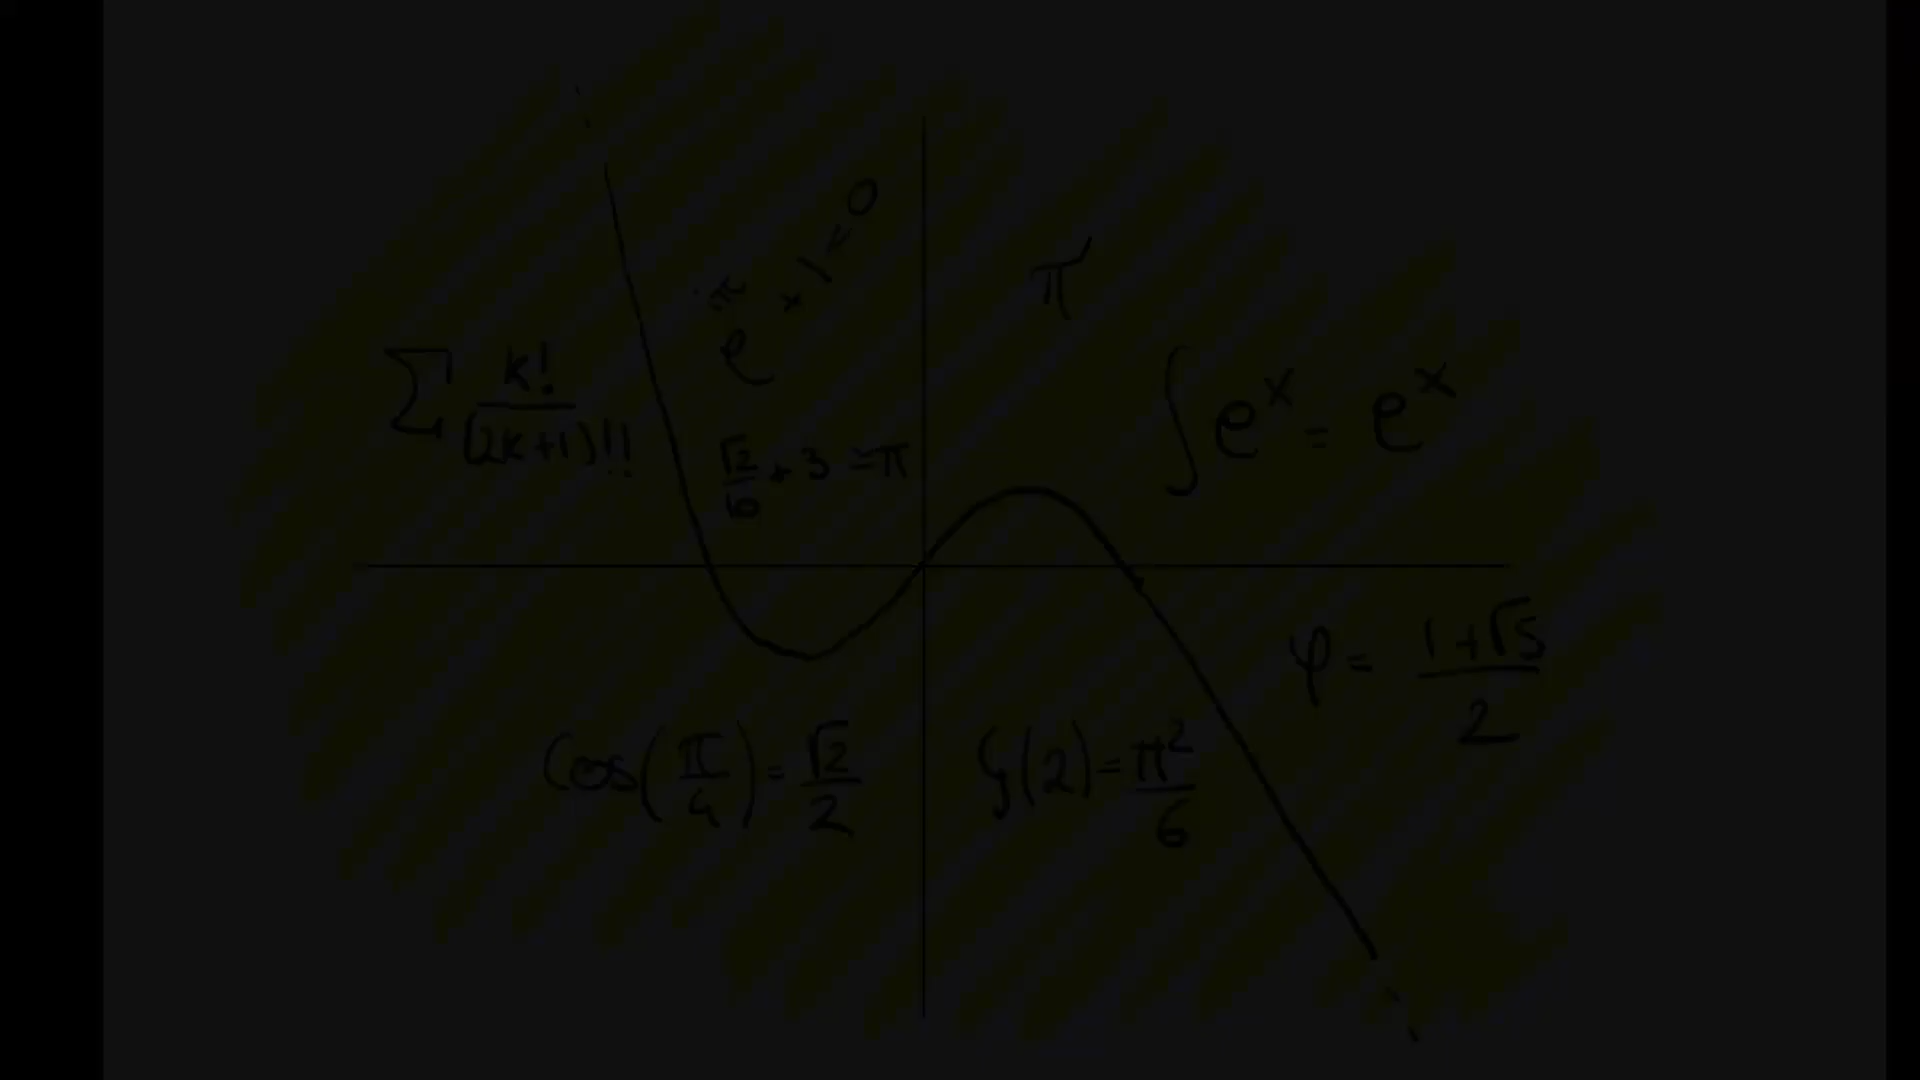 e^{iπ} + 1 = 0
π
∑ k!/(2k+1)!!
∫ e^x = e^x
√2/10 + 3 ≃ π
φ = (1+√5)/2
Cos(π/4) = √2/2
ζ(2) = π²/6